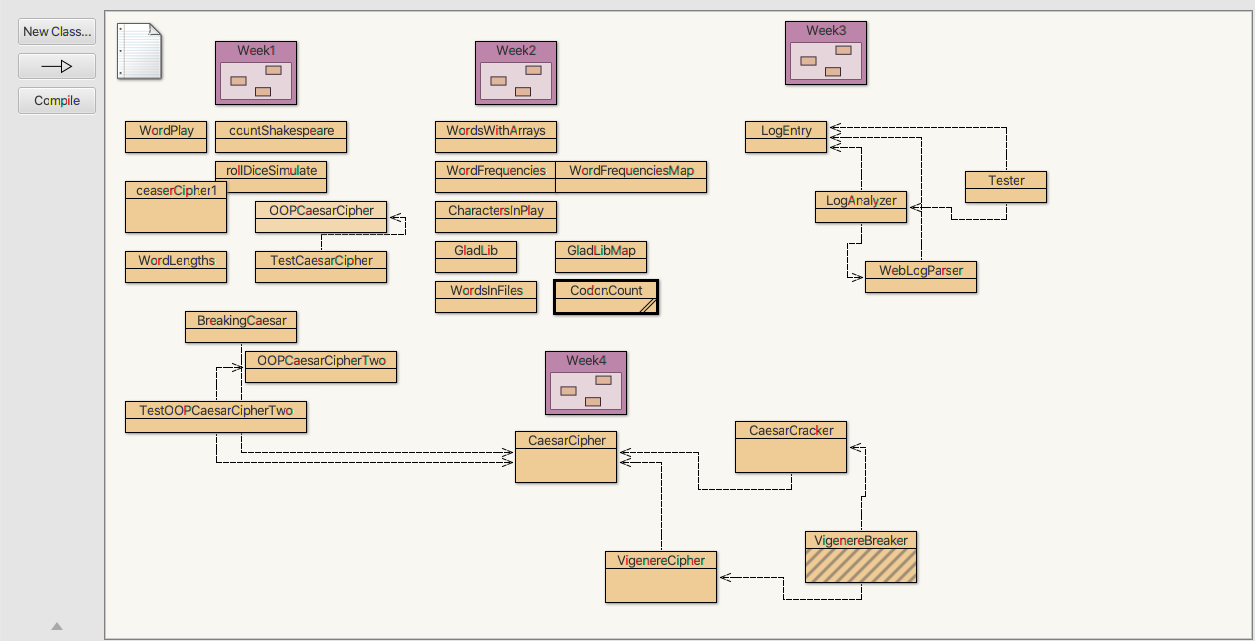 New Class...
Compile
Week1
Week2
Week3
WordPlay
countShakespeare
WordsWithArrays
LogEntry
rollDiceSimulate
WordFrequencies
WordFrequenciesMap
ceaserCipher1
Tester
OOPCaesarCipher
CharactersInPlay
LogAnalyzer
WordLengths
TestCaesarCipher
GladLib
GladLibMap
WebLogParser
WordsInFiles
CodonCount
BreakingCaesar
OOPCaesarCipherTwo
Week4
TestOOPCaesarCipherTwo
CaesarCipher
CaesarCracker
VigenereBreaker
VigenereCipher